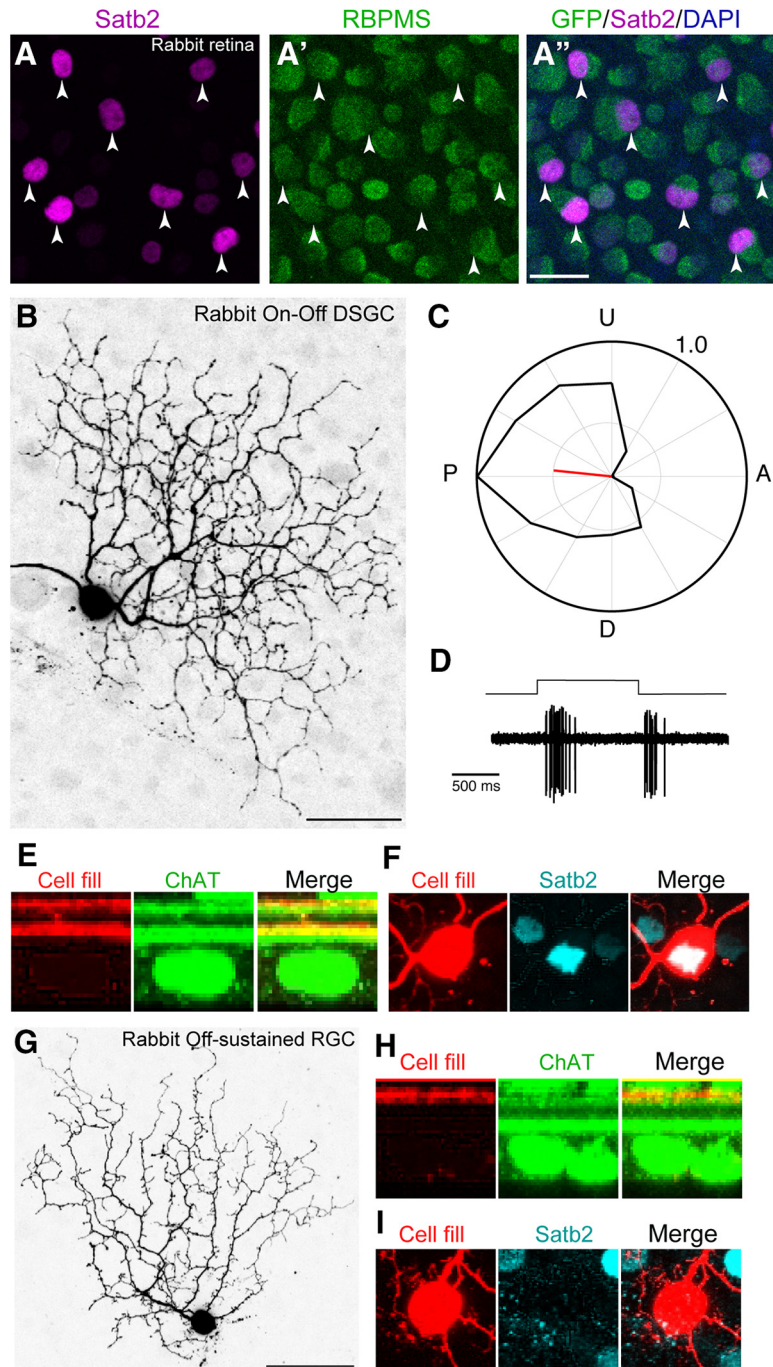 Satb2
RBPMS
GFP/Satb2/DAPI
A
Rabbit retina
A'
A"
B
Rabbit On-Off DSGC
C
U
1.0
P
A
D
D
500 ms
E
Cell fill
ChAT
Merge
F
Cell fill
Satb2
Merge
G
Rabbit Off-sustained RGC
H
Cell fill
ChAT
Merge
I
Cell fill
Satb2
Merge